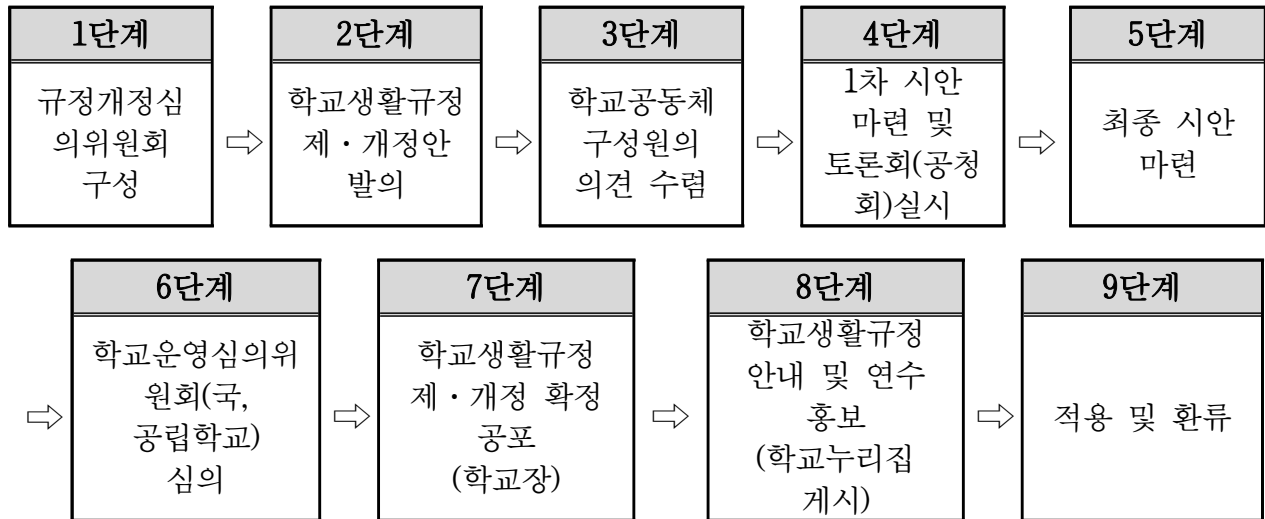 1단계
규정개정심
의위원회
구성
⇨
2단계
학교생활규정
제・개정안
발의
⇨
3단계
학교공동체
구성원의
의견 수렴
⇨
4단계
1차 시안
마련 및
토론회(공청
회)실시
⇨
5단계
최종 시안
마련
⇨
6단계
학교운영심의위
원회(국,
공립학교)
심의
⇨
7단계
학교생활규정
제・개정 확정
공포
(학교장)
⇨
8단계
학교생활규정
안내 및 연수
홍보
(학교누리집
게시)
⇨
9단계
적용 및 환류